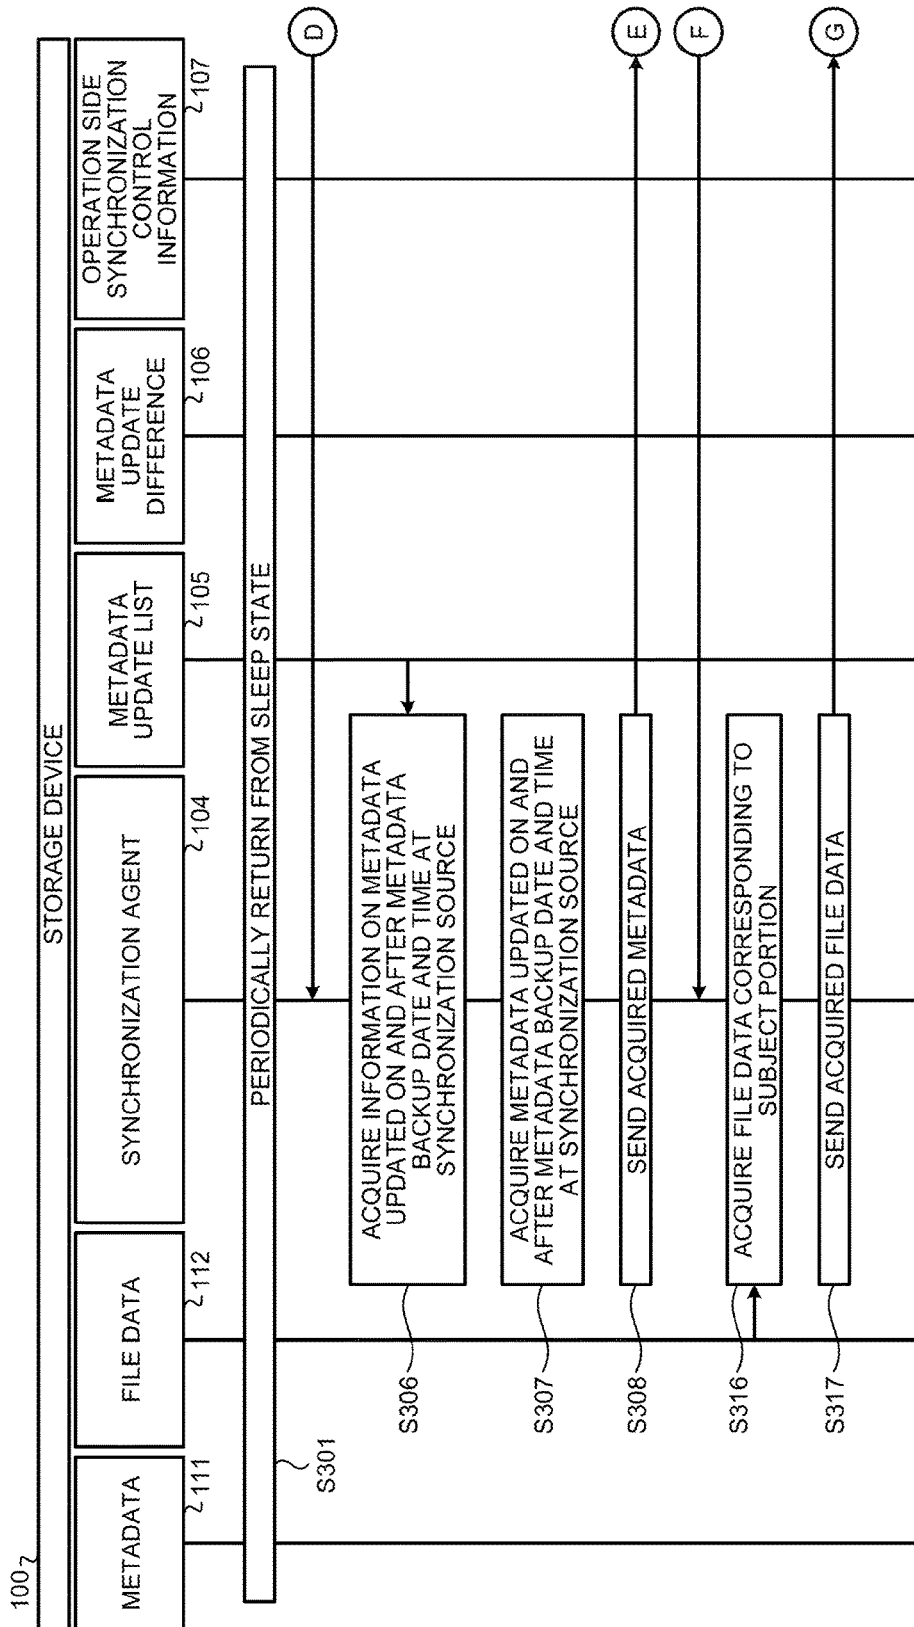 100
STORAGE DEVICE
METADATA
111
FILE DATA
112
SYNCHRONIZATION AGENT
104
METADATA
UPDATE LIST
105
METADATA
UPDATE
DIFFERENCE
106
OPERATION SIDE
SYNCHRONIZATION
CONTROL
INFORMATION
107
PERIODICALLY RETURN FROM SLEEP STATE
S301
D
S306
ACQUIRE INFORMATION ON METADATA
UPDATED ON AND AFTER METADATA
BACKUP DATE AND TIME AT
SYNCHRONIZATION SOURCE
S307
ACQUIRE METADATA UPDATED ON AND
AFTER METADATA BACKUP DATE AND TIME
AT SYNCHRONIZATION SOURCE
S308
SEND ACQUIRED METADATA
E
F
S316
ACQUIRE FILE DATA CORRESPONDING TO
SUBJECT PORTION
S317
SEND ACQUIRED FILE DATA
G